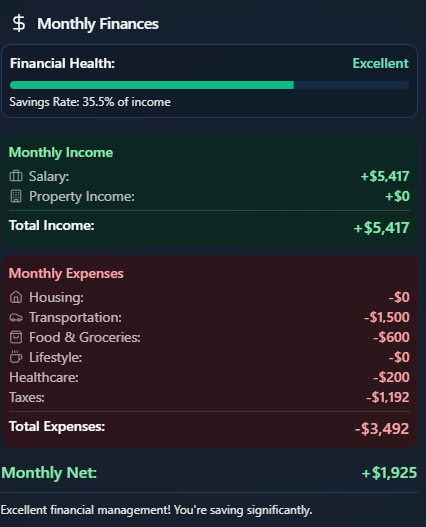 Monthly Finances
Financial Health: Excellent
Savings Rate: 35.5% of income
Monthly Income
Salary: +$5,417
Property Income: +$0
Total Income: +$5,417
Monthly Expenses
Housing: -$0
Transportation: -$1,500
Food & Groceries: -$600
Lifestyle: -$0
Healthcare: -$200
Taxes: -$1,192
Total Expenses: -$3,492
Monthly Net: +$1,925
Excellent financial management! You're saving significantly.